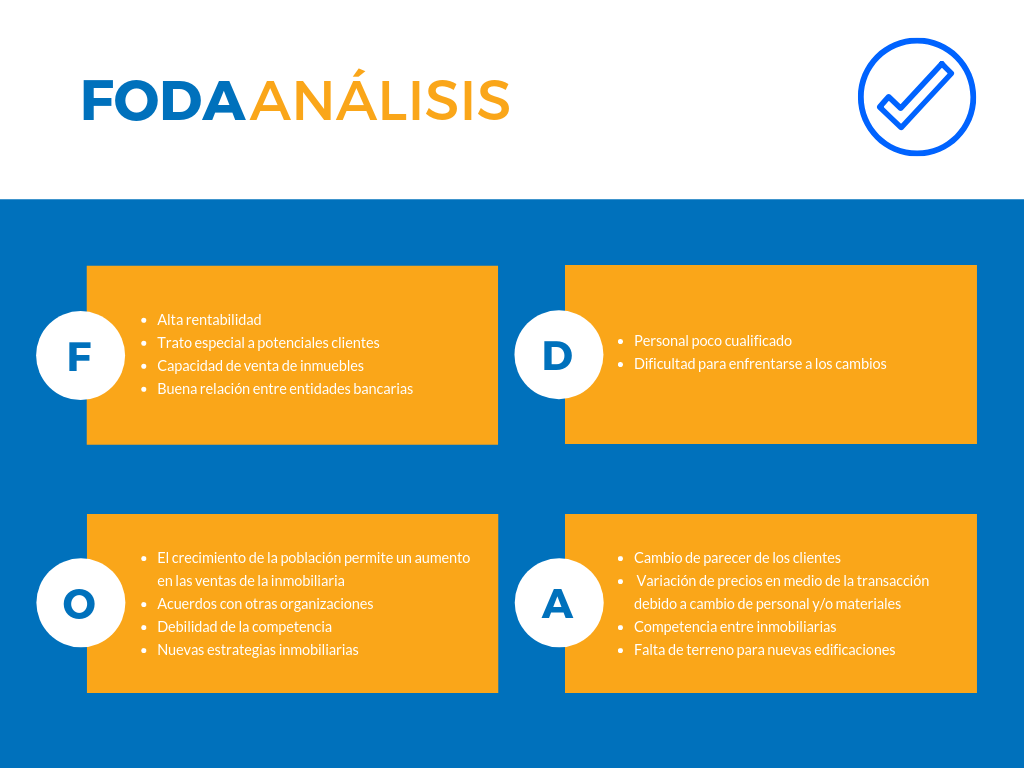 FODA ANÁLISIS
F
• Alta rentabilidad
• Trato especial a potenciales clientes
• Capacidad de venta de inmuebles
• Buena relación entre entidades bancarias
D
• Personal poco cualificado
• Dificultad para enfrentarse a los cambios
O
• El crecimiento de la población permite un aumento
en las ventas de la inmobiliaria
• Acuerdos con otras organizaciones
• Debilidad de la competencia
• Nuevas estrategias inmobiliarias
A
• Cambio de parecer de los clientes
• Variación de precios en medio de la transacción
debido a cambio de personal y/o materiales
• Competencia entre inmobiliarias
• Falta de terreno para nuevas edificaciones